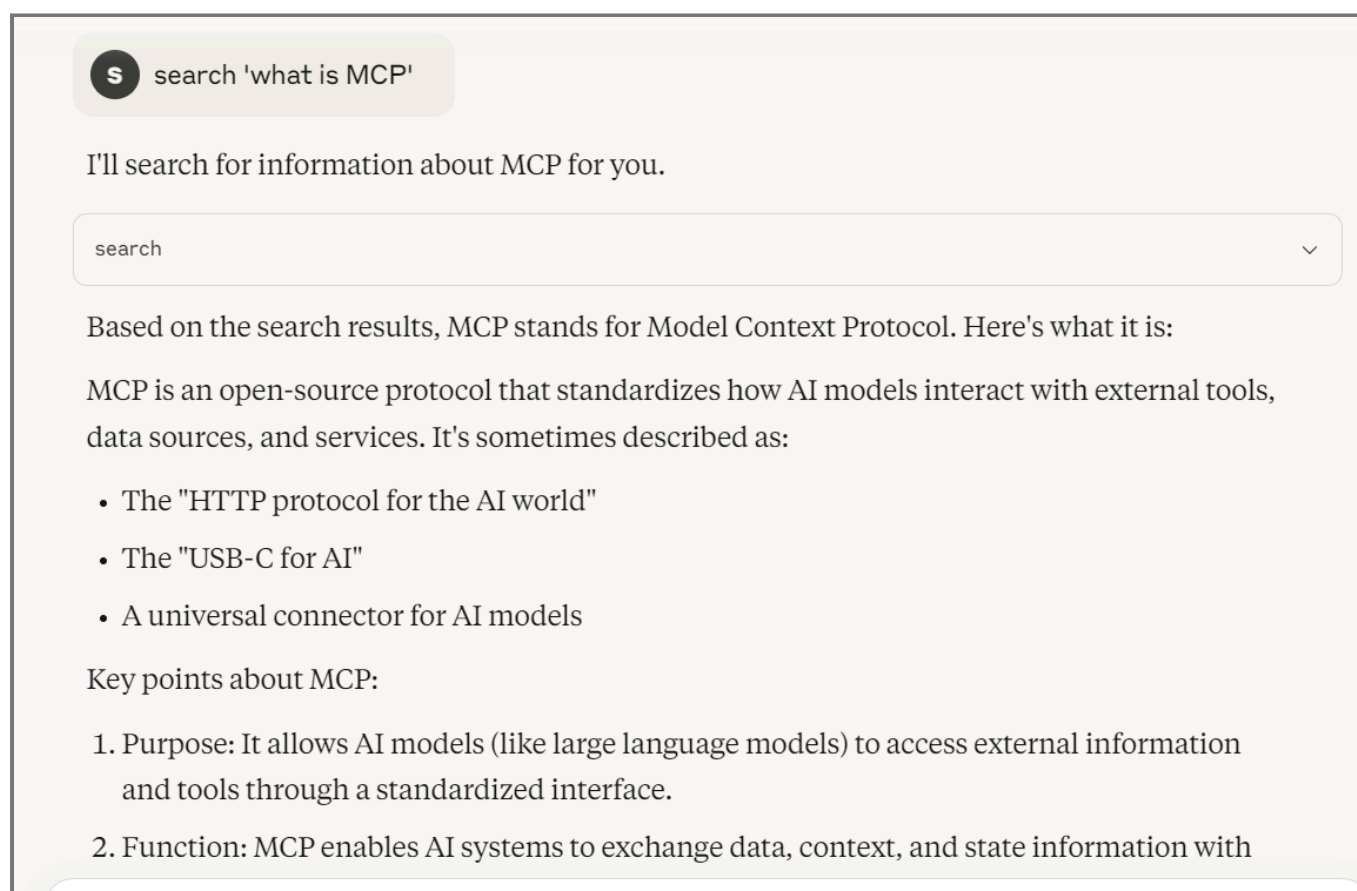 S search 'what is MCP'
I'll search for information about MCP for you.
search
Based on the search results, MCP stands for Model Context Protocol. Here's what it is:
MCP is an open-source protocol that standardizes how AI models interact with external tools,
data sources, and services. It's sometimes described as:
• The "HTTP protocol for the AI world"
• The "USB-C for AI"
• A universal connector for AI models
Key points about MCP:
1. Purpose: It allows AI models (like large language models) to access external information
and tools through a standardized interface.
2. Function: MCP enables AI systems to exchange data, context, and state information with